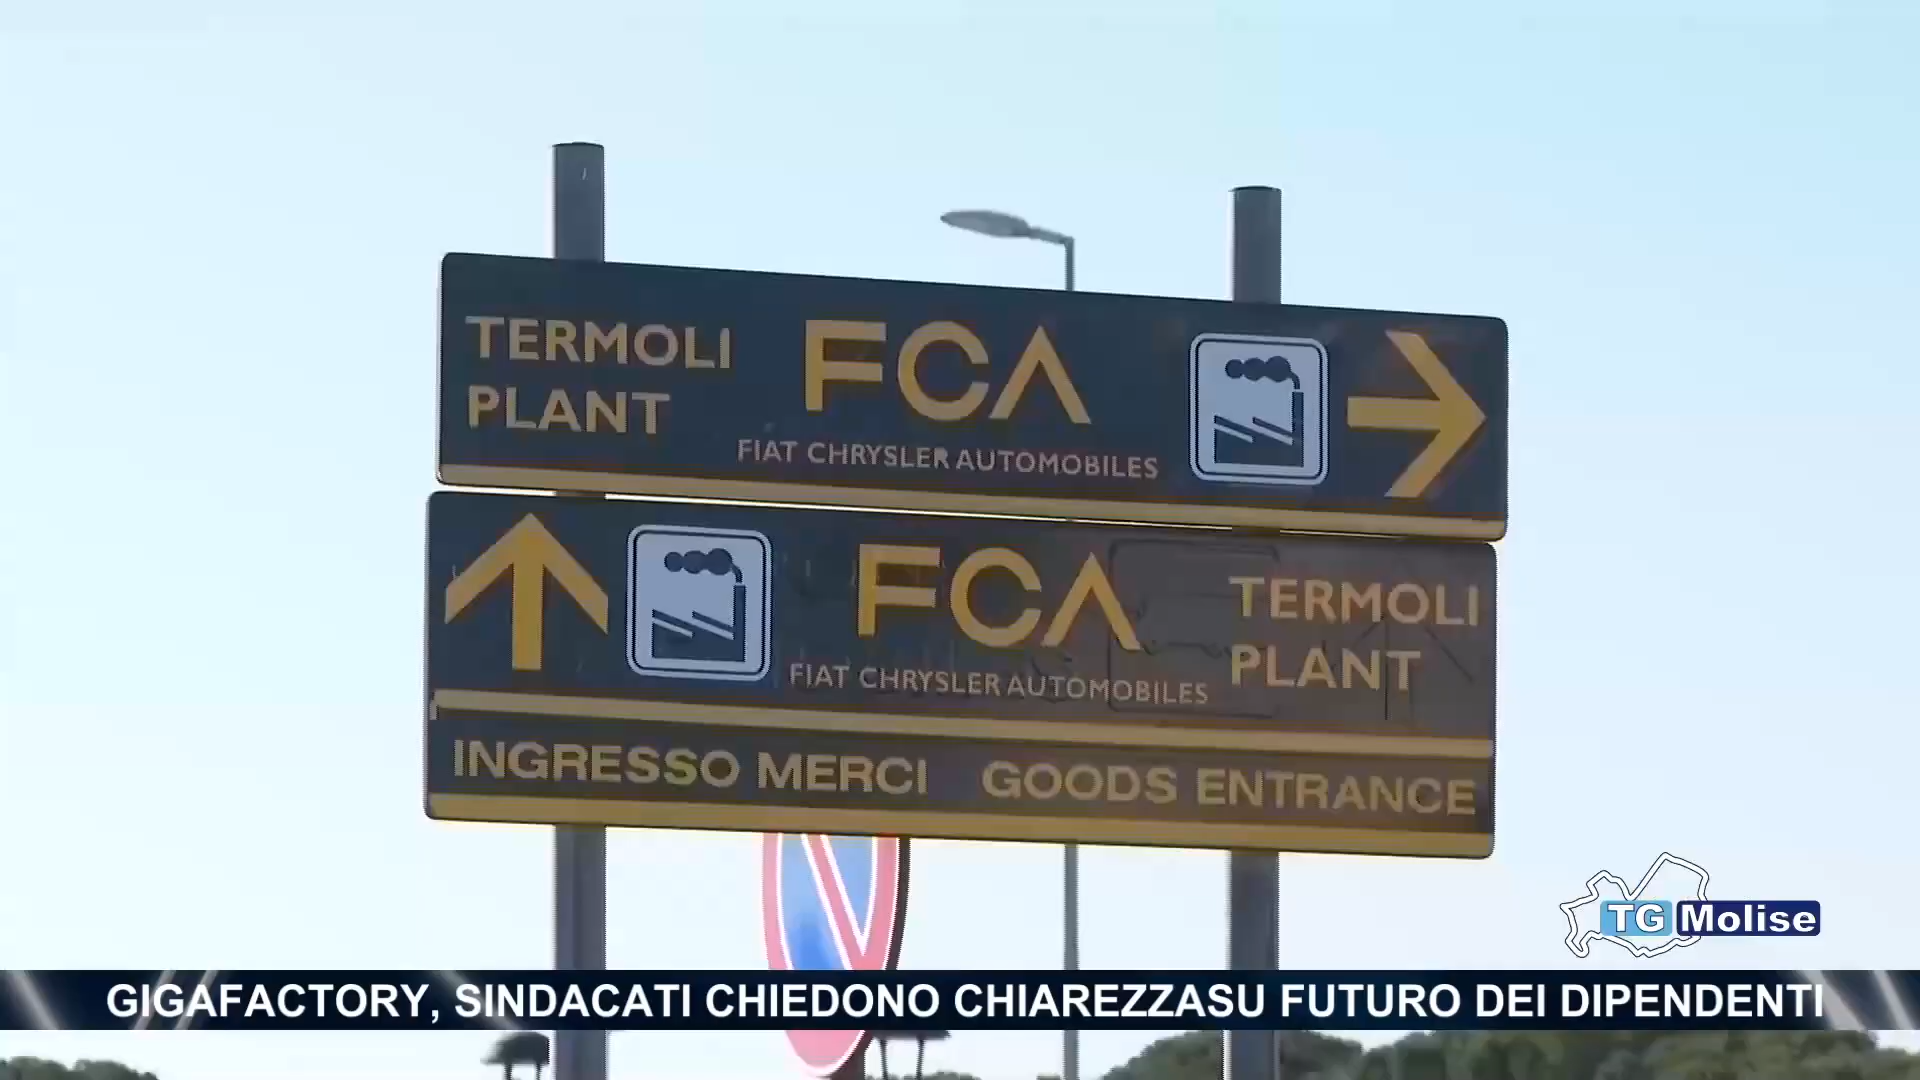 TERMOLI
PLANT
FCA
FIAT CHRYSLER AUTOMOBILES
FCA
FIAT CHRYSLER AUTOMOBILES
TERMOLI
PLANT
INGRESSO MERCI GOODS ENTRANCE
TG Molise
GIGAFACTORY, SINDACATI CHIEDONO CHIAREZZASU FUTURO DEI DIPENDENTI